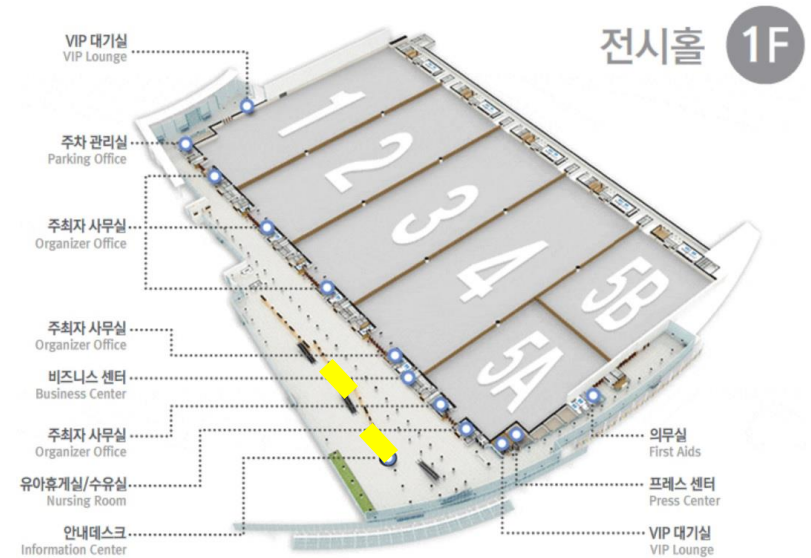 전시홀 1F
VIP 대기실
VIP Lounge
주차 관리실
Parking Office
주최자 사무실
Organizer Office
주최자 사무실
Organizer Office
비즈니스 센터
Business Center
주최자 사무실
Organizer Office
유아휴게실/수유실
Nursing Room
안내데스크
Information Center
1
2
3
4
5B
5A
의무실
First Aids
프레스 센터
Press Center
VIP 대기실
VIP Lounge